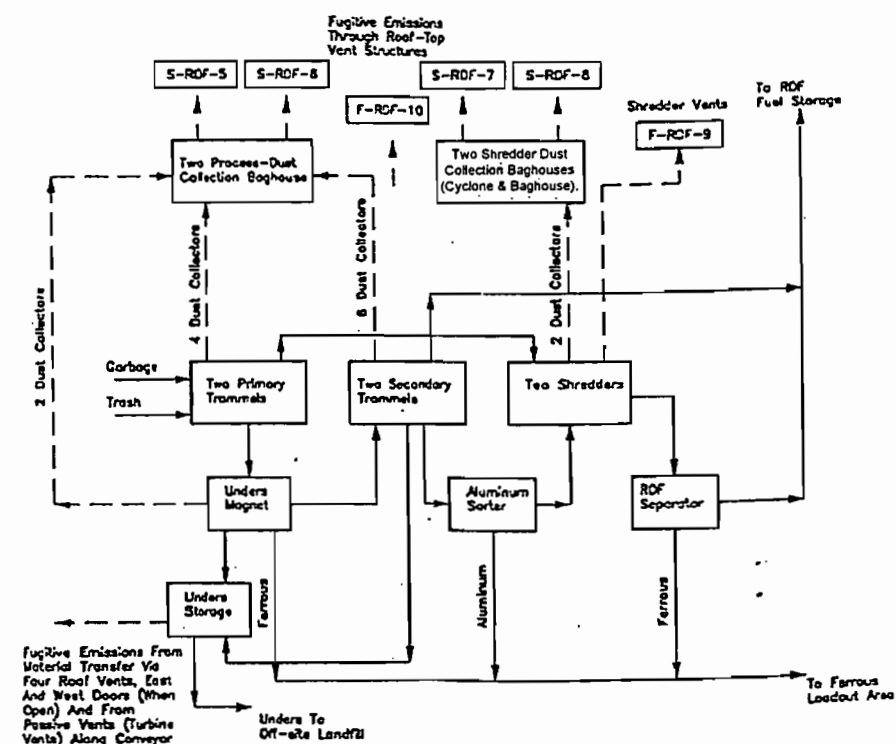 Fugitive Emissions
Through Roof-Top
Vent Structures
S-RDF-5
S-RDF-6
S-RDF-7
S-RDF-8
To RDF
Fuel Storage
F-RDF-10
Shredder Vents
F-RDF-9
Two Process-Dust
Collection Baghouse
Two Shredder Dust
Collection Baghouses
(Cyclone & Baghouse).
2 Dust Collectors
4 Dust Collectors
6 Dust Collectors
2 Dust Collectors
Garbage
Trash
Two Primary
Trammels
Two Secondary
Trammels
Two Shredders
Unders
Magnet
Aluminum
Sorter
RDF
Separator
Unders
Storage
Ferrous
Aluminum
Ferrous
Fugitive Emissions From
Material Transfer Via
Four Roof Vents, East
And West Doors (When
Open) And From
Passive Vents (Turbine
Vents) Along Conveyor
Unders To
Off-site Landfill
To Ferrous
Loadout Area